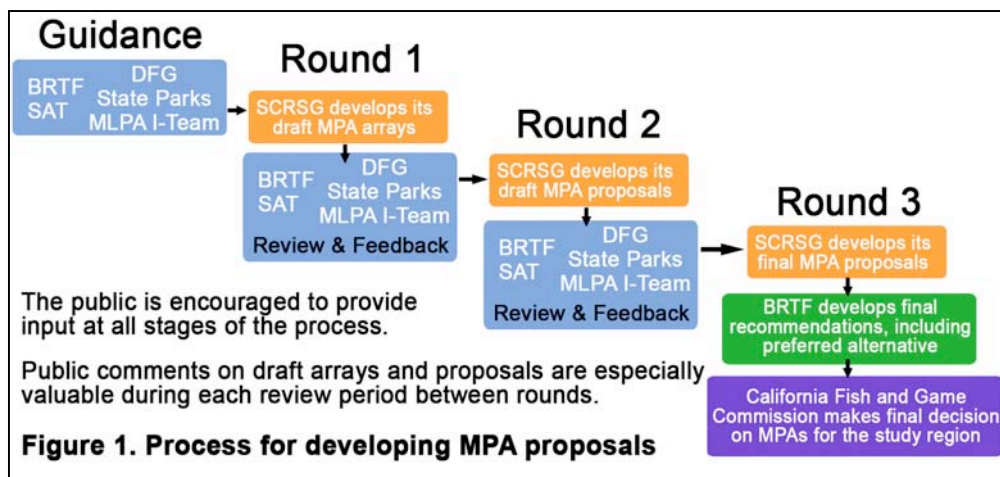 Guidance
BRTF
SAT
DFG
State Parks
MLPA I-Team
Round 1
SCRSG develops its
draft MPA arrays
BRTF
SAT
DFG
State Parks
MLPA I-Team
Review & Feedback
Round 2
SCRSG develops its
draft MPA proposals
BRTF
SAT
DFG
State Parks
MLPA I-Team
Review & Feedback
Round 3
SCRSG develops its
final MPA proposals
BRTF develops final
recommendations, including
preferred alternative
California Fish and Game
Commission makes final decision
on MPAs for the study region
The public is encouraged to provide
input at all stages of the process.
Public comments on draft arrays and proposals are especially
valuable during each review period between rounds.
Figure 1. Process for developing MPA proposals